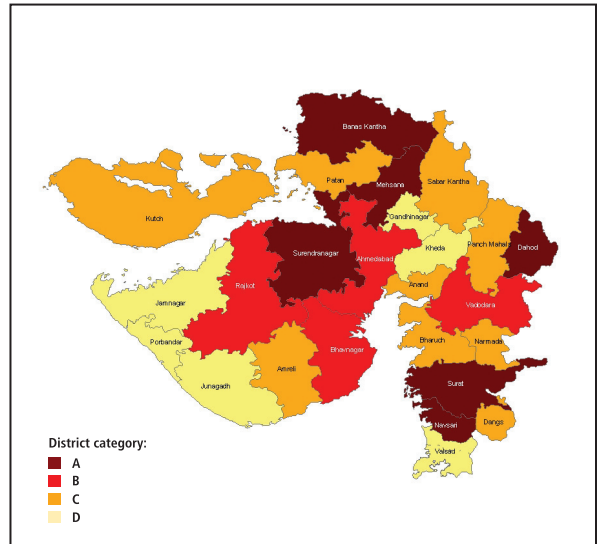 Banas Kantha
Patan
Mehsana
Sabar Kantha
Gandhinagar
Kutch
Surendranagar
Ahmedabad
Kheda
Panch Mahals
Dahod
Rajkot
Anand
Jamnagar
Vadodara
Porbandar
Bhavnagar
Bharuch
Narmada
Junagadh
Amreli
Surat
Navsari
Dangs
Valsad
District category:
A
B
C
D